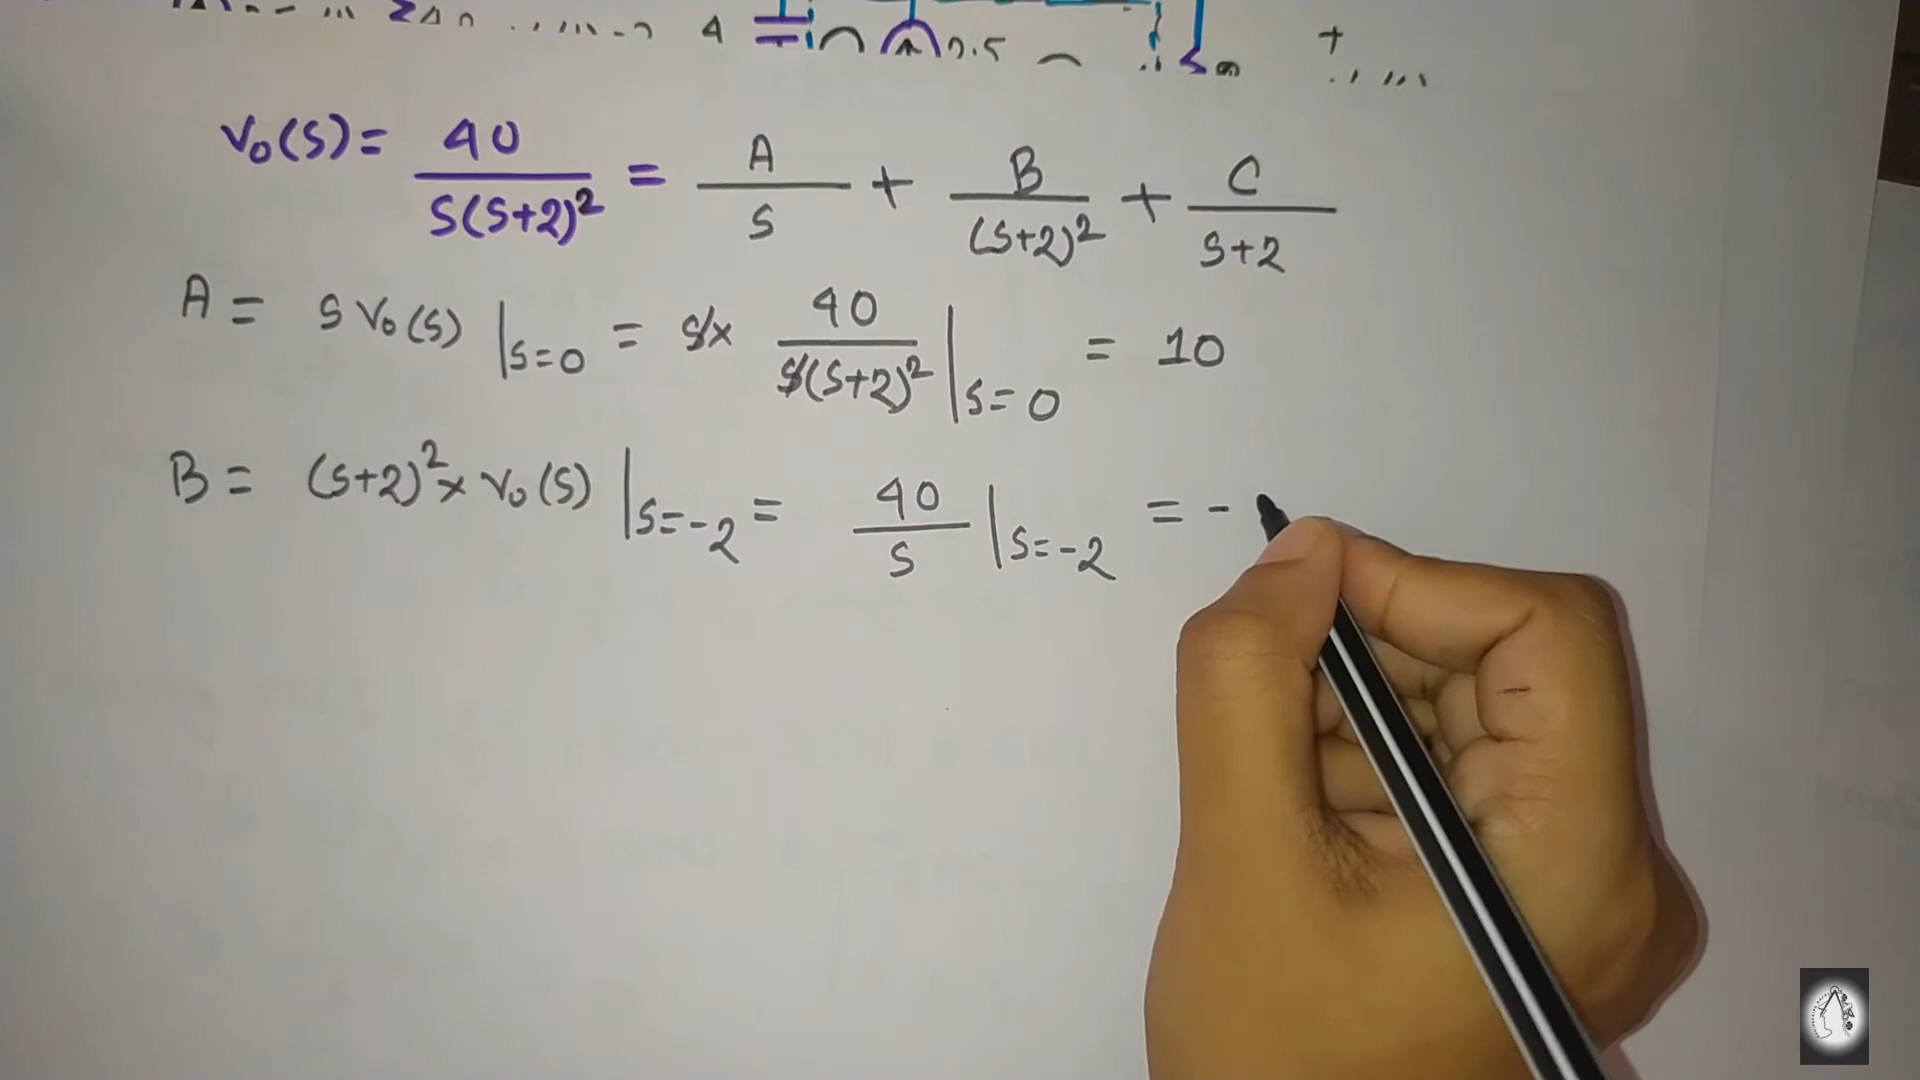 V₀(S) = 40 / S(S+2)² = A / S + B / (S+2)² + C / S+2
A = S V₀(S) |S=0 = S x 40 / S(S+2)² |S=0 = 10
B = (S+2)² x V₀(S) |S=-2 = 40 / S |S=-2 = -